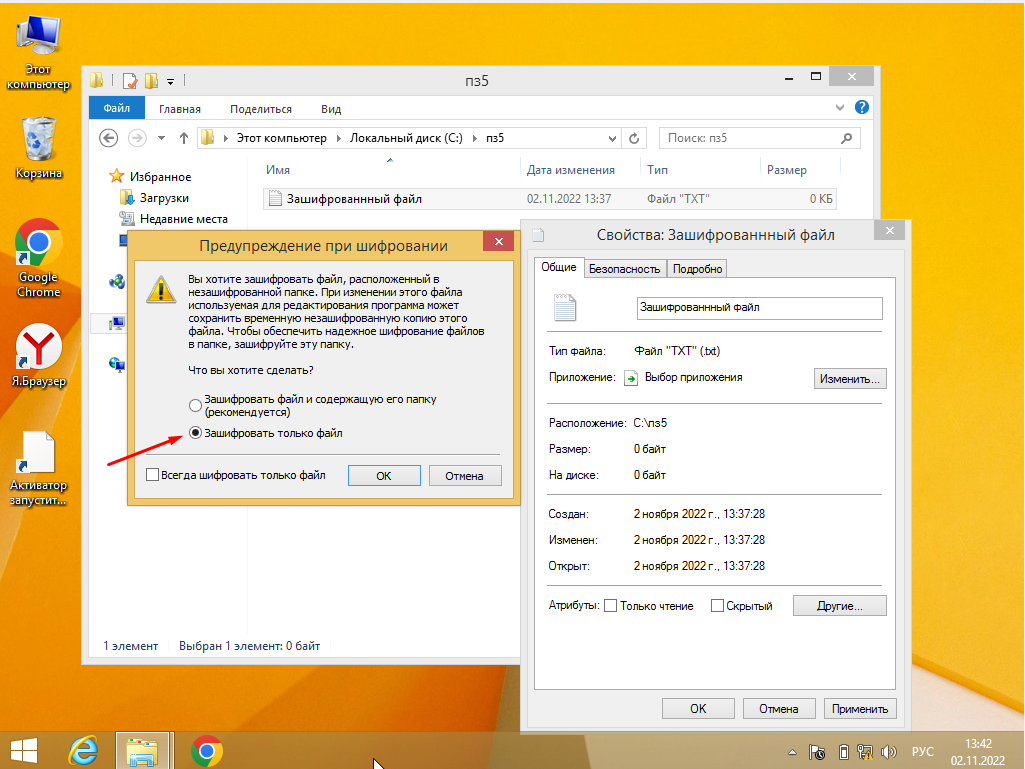 Этот
компьютер
Корзина
Google
Chrome
Я.Браузер
Активатор
запустит...
пз5
Файл
Главная
Поделиться
Вид
Этот компьютер
Локальный диск (C:)
пз5
Поиск: пз5
Избранное
Загрузки
Недавние места
Имя
Дата изменения
Тип
Размер
Зашифрованнный файл
02.11.2022 13:37
Файл "TXT"
0 КБ
1 элемент
Выбран 1 элемент: 0 байт
Предупреждение при шифровании
Вы хотите зашифровать файл, расположенный в
незашифрованной папке. При изменении этого файла
используемая для редактирования программа может
сохранить временную незашифрованную копию этого
файла. Чтобы обеспечить надежное шифрование файлов
в папке, зашифруйте эту папку.
Что вы хотите сделать?
Зашифровать файл и содержащую его папку
(рекомендуется)
Зашифровать только файл
Всегда шифровать только файл
ОК
Отмена
Свойства: Зашифрованнный файл
Общие
Безопасность
Подробно
Зашифрованнный файл
Тип файла: Файл "TXT" (.txt)
Приложение: Выбор приложения
Изменить...
Расположение: C:\пз5
Размер: 0 байт
На диске: 0 байт
Создан: 2 ноября 2022 г., 13:37:28
Изменен: 2 ноября 2022 г., 13:37:28
Открыт: 2 ноября 2022 г., 13:37:28
Атрибуты: Только чтение Скрытый Другие...
ОК
Отмена
Применить
РУС
13:42
02.11.2022